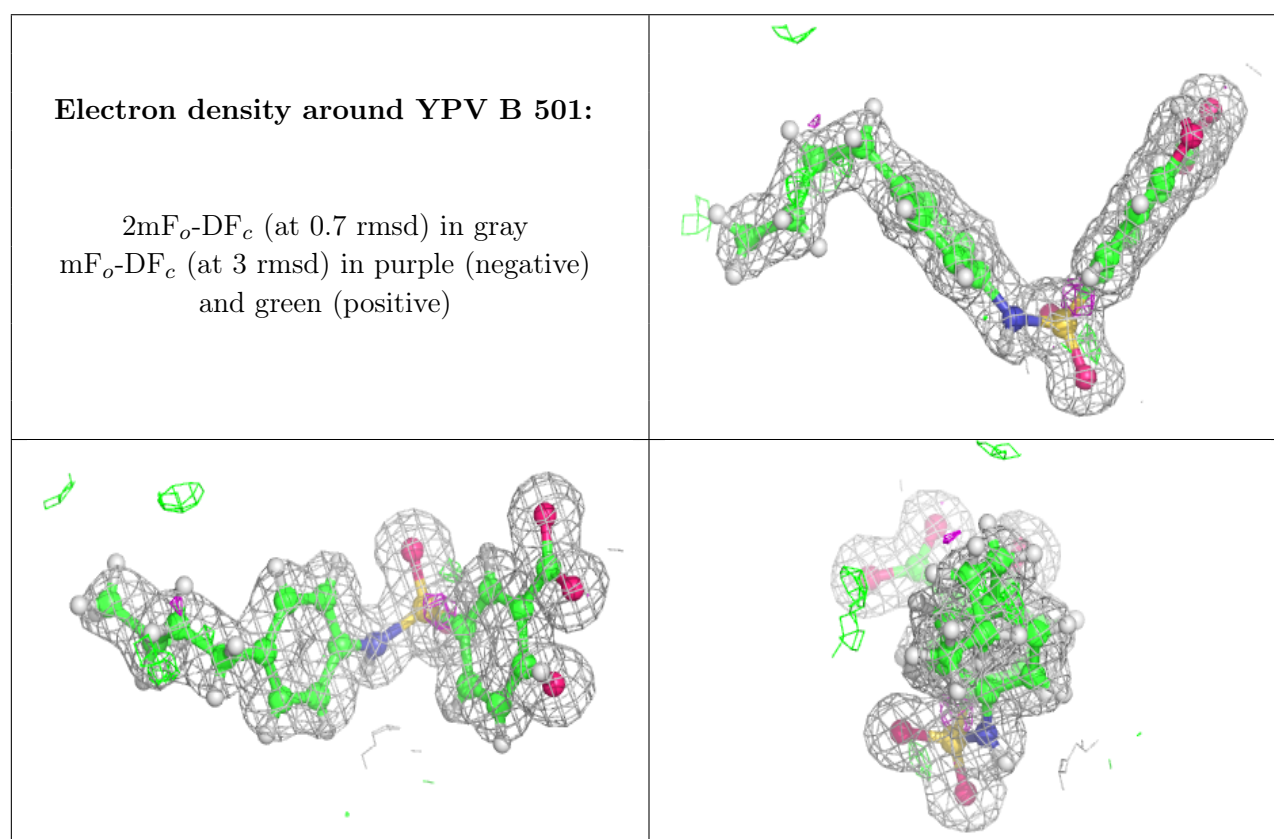 Electron density around YPV B 501:
2mFo-DFc (at 0.7 rmsd) in gray
mFo-DFc (at 3 rmsd) in purple (negative)
and green (positive)